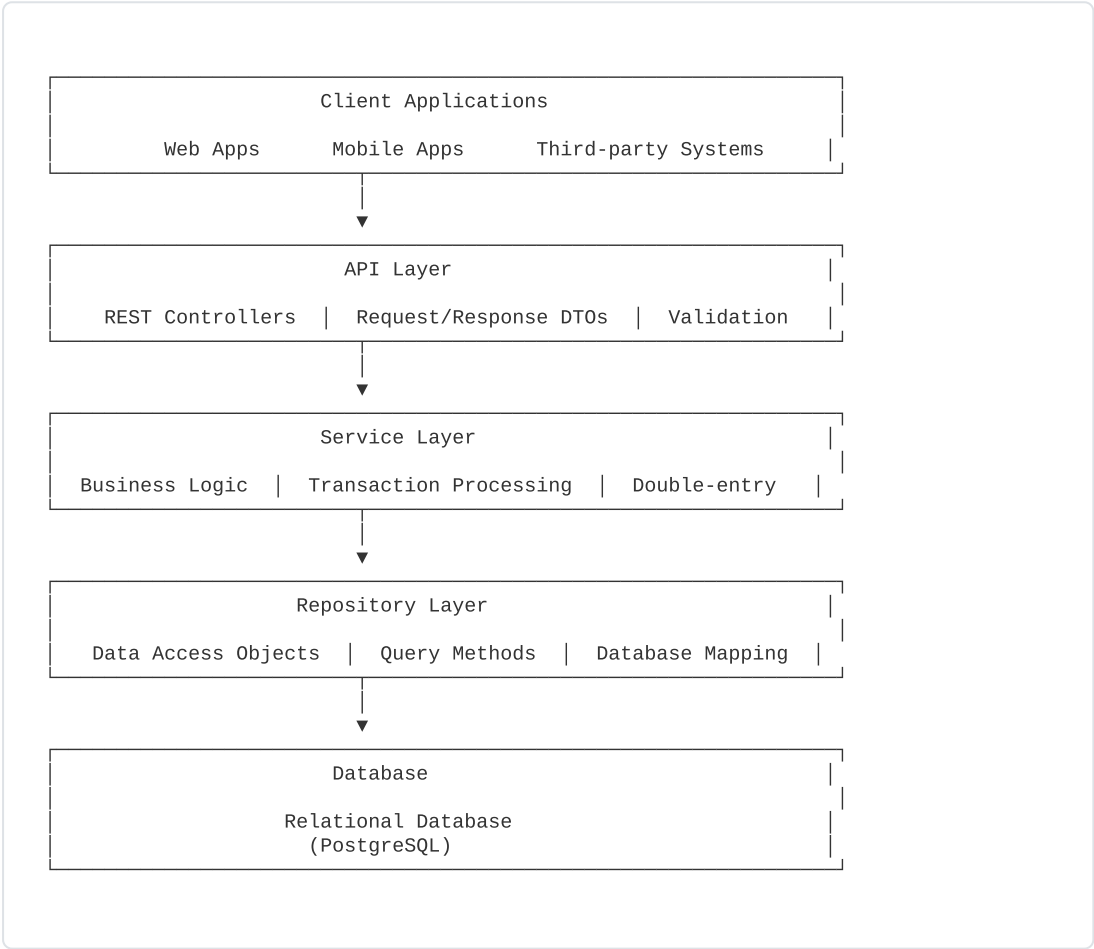 Client Applications
Web Apps      Mobile Apps      Third-party Systems
API Layer
REST Controllers  │  Request/Response DTOs  │  Validation
Service Layer
Business Logic  │  Transaction Processing  │  Double-entry
Repository Layer
Data Access Objects  │  Query Methods  │  Database Mapping
Database
Relational Database
(PostgreSQL)